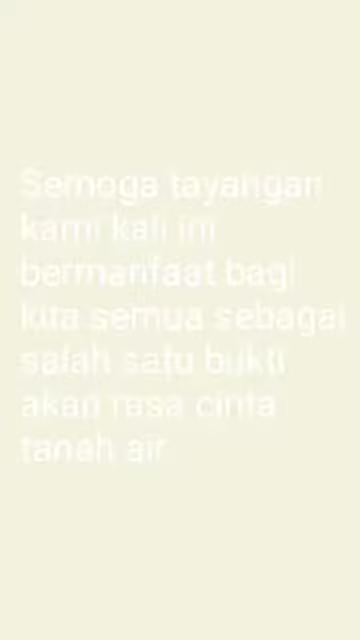 Semoga tayangan
kami kali ini
bermanfaat bagi
kita semua sebagai
salah satu bukti
akan rasa cinta
tanah air